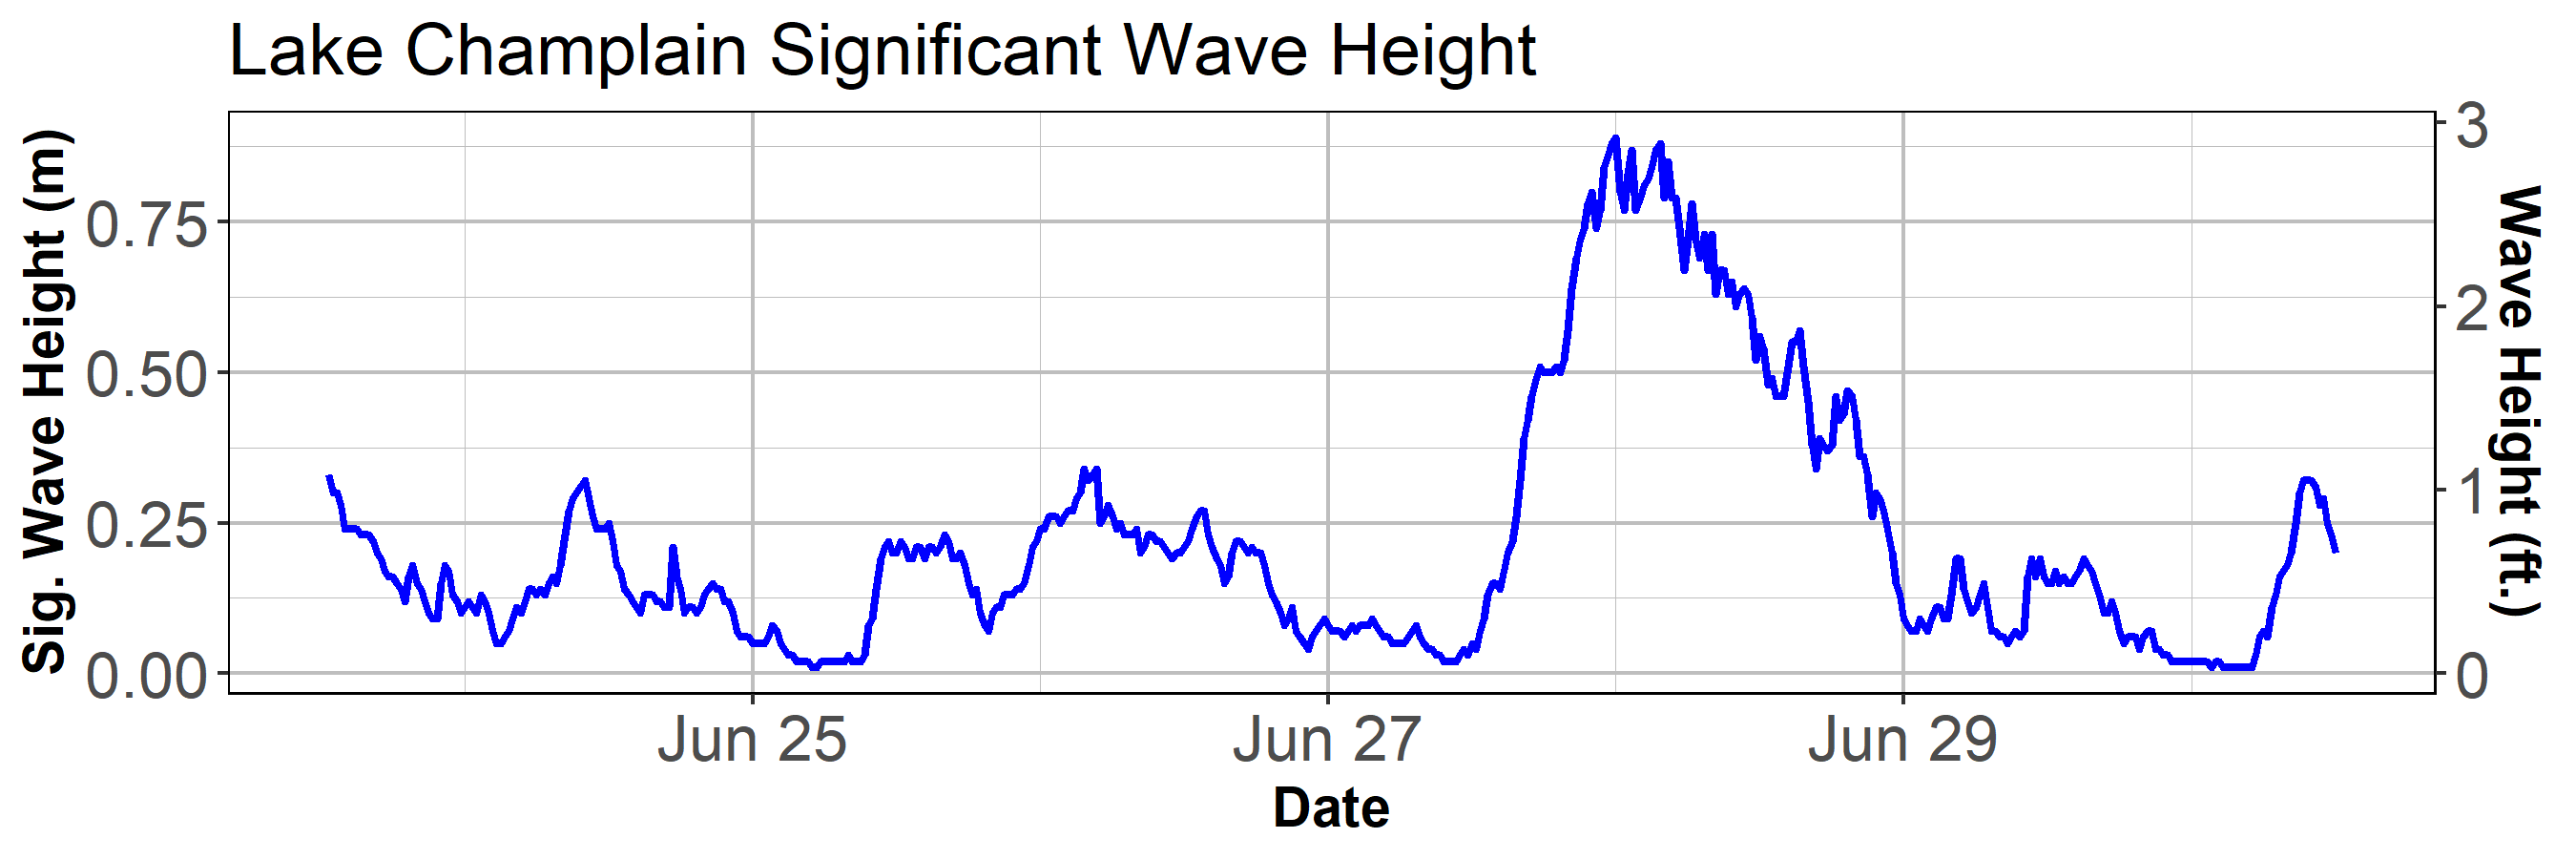 Lake Champlain Significant Wave Height
Sig. Wave Height (m)
0.75
0.50
0.25
0.00
3
2
1
0
Wave Height (ft.)
Jun 25
Jun 27
Jun 29
Date